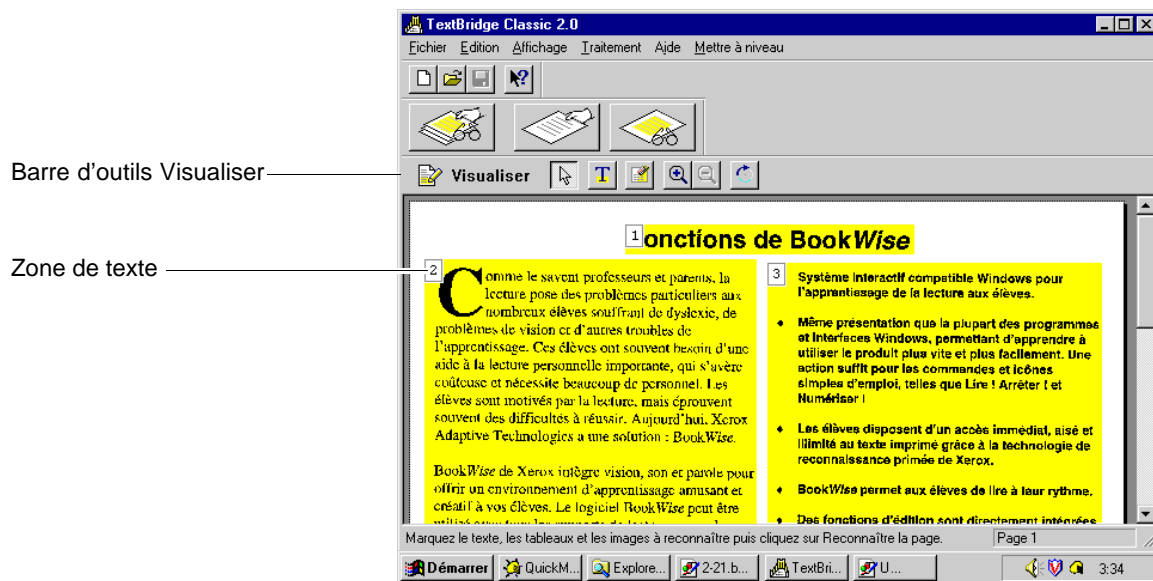 TextBridge Classic 2.0
Fichier Edition Affichage Traitement Aide Mettre à niveau
Barre d'outils Visualiser
Visualiser T
1 onctions de BookWise
Zone de texte
2
Comme le savent professeurs et parents, la
lecture pose des problèmes particuliers aux
nombreux élèves souffrant de dyslexie, de
problèmes de vision et d'autres troubles de
l'apprentissage. Ces élèves ont souvent besoin d'une
aide à la lecture personnelle importante, qui s'avère
coûteuse et nécessite beaucoup de personnel. Les
élèves sont motivés par la lecture, mais éprouvent
souvent des difficultés à réussir. Aujourd'hui, Xerox
Adaptive Technologies a une solution : BookWise.
BookWise de Xerox intègre vision, son et parole pour
offrir un environnement d'apprentissage amusant et
créatif à vos élèves. Le logiciel BookWise peut être
3
Système interactif compatible Windows pour
l'apprentissage de la lecture aux élèves.
♦ Même présentation que la plupart des programmes
et interfaces Windows, permettant d'apprendre à
utiliser le produit plus vite et plus facilement. Une
action suffit pour les commandes et icônes
simples d'emploi, telles que Lire ! Arrêter ! et
Numériser !
♦ Les élèves disposent d'un accès immédiat, aisé et
illimité au texte imprimé grâce à la technologie de
reconnaissance primée de Xerox.
♦ BookWise permet aux élèves de lire à leur rythme.
♦ Des fonctions d'édition sont directement intégrées
Marquez le texte, les tableaux et les images à reconnaître puis cliquez sur Reconnaître la page. Page 1
Démarrer QuickM... Explore... 2-21.b... TextBri... U... 3:34